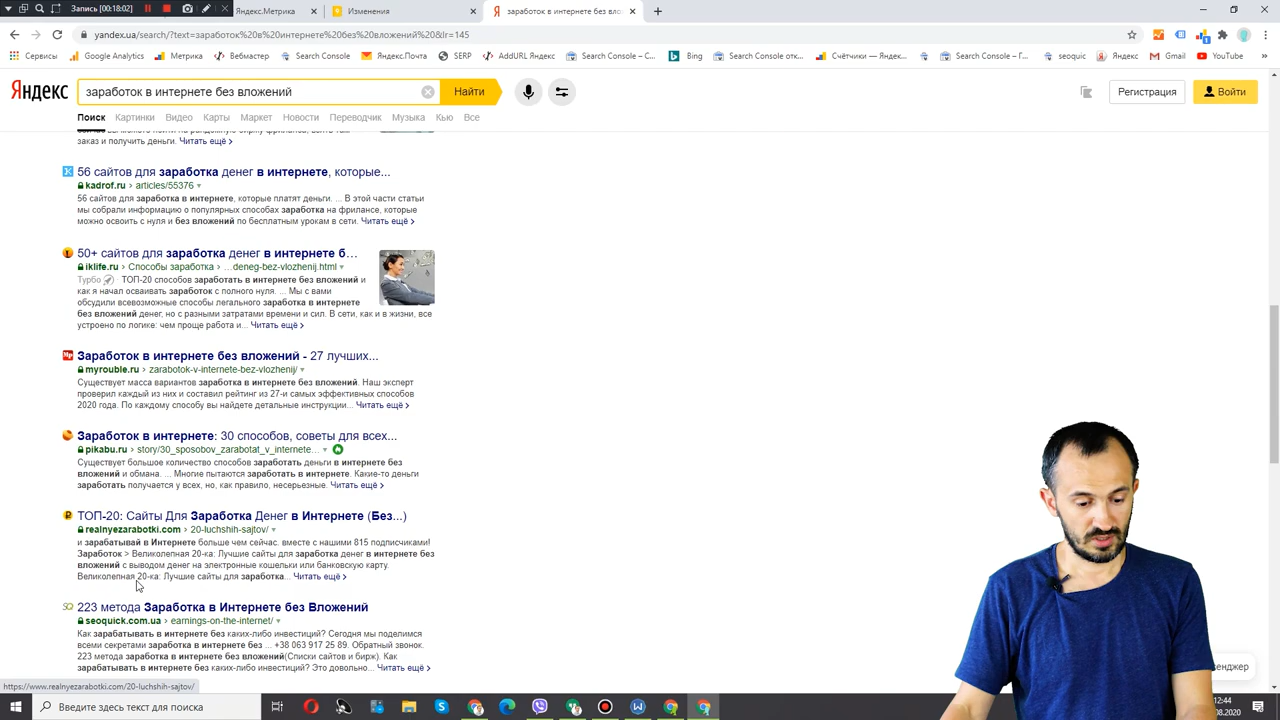 Запись [00:18:02]
Яндекс.Метрика
Изменения
заработок в интернете без вло
yandex.ua/search/?text=заработок%20в%20интернете%20без%20вложений%20&lr=145
Сервисы
Google Analytics
Метрика
Search Console
Яндекс.Почта
SERP
AddURL Яндекс
Search Console – С...
Bing
Search Console – от...
Счётчики — Яндекс...
Search Console – Г...
seoquic
Яндекс
Gmail
YouTube
Яндекс
заработок в интернете без вложений
Найти
Регистрация
Войти
Поиск Картинки Видео Карты Маркет Новости Переводчик Музыка Кью Все
заказ и получить деньги. Читать ещё >
56 сайтов для заработка денег в интернете, которые...
kadrof.ru > articles/55376
56 сайтов для заработка в интернете, которые платят деньги. ... В этой части статьи
мы собрали информацию о популярных способах заработка на фрилансе, которые
можно освоить с нуля и без вложений по бесплатным урокам в сети. Читать ещё >
50+ сайтов для заработка денег в интернете б...
iklife.ru > Способы заработка > ...deneg-bez-vlozhenij.html
Турбо ТОП-20 способов заработать в интернете без вложений и
как я начал осваивать заработок с полного нуля. ... Мы с вами
обсудили всевозможные способы легального заработка в интернете
без вложений денег, но с разными затратами времени и сил. В сети, как и в жизни, все
устроено по логике: чем проще работа и... Читать ещё >
Заработок в интернете без вложений - 27 лучших...
myrouble.ru > zarabotok-v-internete-bez-vlozhenij/
Существует масса вариантов заработка в интернете без вложений. Наш эксперт
проверил каждый из них и составил рейтинг из 27-и самых эффективных способов
2020 года. По каждому способу вы найдете детальные инструкции... Читать ещё >
Заработок в интернете: 30 способов, советы для всех...
pikabu.ru > story/30_sposobov_zarabotat_v_internete...
Существует большое количество способов заработать деньги в интернете без
вложений и обмана. ... Многие пытаются заработать в интернете. Какие-то деньги
заработать получается у всех, но, как правило, несерьезные. Читать ещё >
ТОП-20: Сайты Для Заработка Денег в Интернете (Без...)
realnyezarabotki.com > 20-luchshih-sajtov/
и зарабатывай в Интернете больше чем сейчас. вместе с нашими 815 подписчиками!
Заработок > Великолепная 20-ка: Лучшие сайты для заработка денег в интернете без
вложений с выводом денег на электронные кошельки или банковскую карту.
Великолепная 20-ка: Лучшие сайты для заработка... Читать ещё >
223 метода Заработка в Интернете без Вложений
seoquick.com.ua > earnings-on-the-internet/
Как зарабатывать в интернете без каких-либо инвестиций? Сегодня мы поделимся
всеми секретами заработка в интернете без ... +38 063 917 25 89. Обратный звонок.
223 метода заработка в интернете без вложений(Списки сайтов и бирж). Как
зарабатывать в интернете без каких-либо инвестиций? Это довольно... Читать ещё >
сенджер
https://www.realnyezarabotki.com/20-luchshih-sajtov/
Введите здесь текст для поиска
12:44
.08.2020